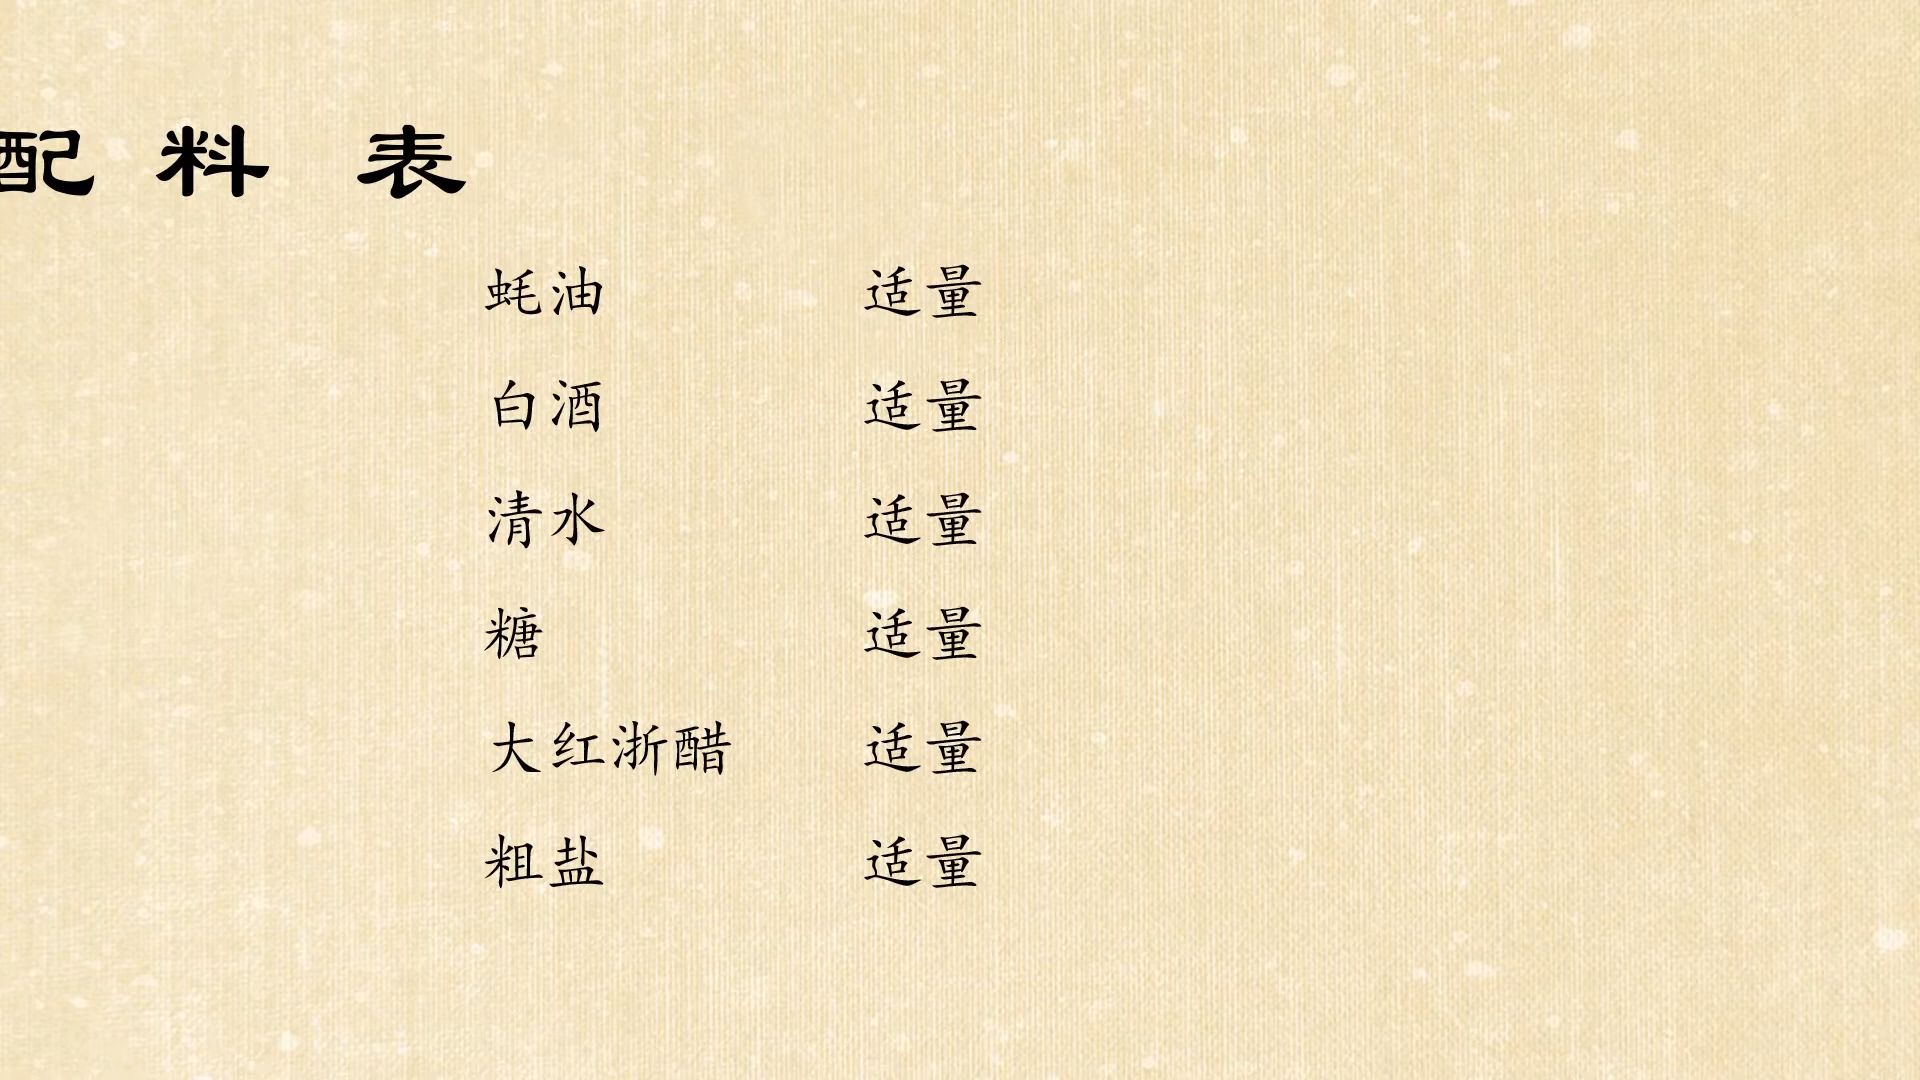 配料表
蚝油 适量
白酒 适量
清水 适量
糖 适量
大红浙醋 适量
粗盐 适量